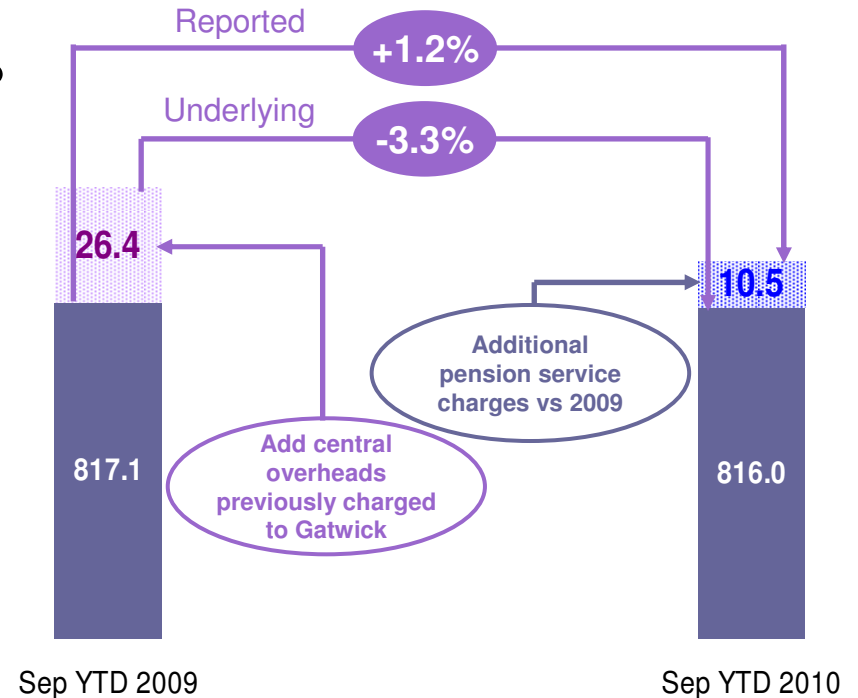 Reported
+1.2%
Underlying
-3.3%
26.4
10.5
Additional
pension service
charges vs 2009
Add central
overheads
previously charged
to Gatwick
817.1
816.0
Sep YTD 2009
Sep YTD 2010